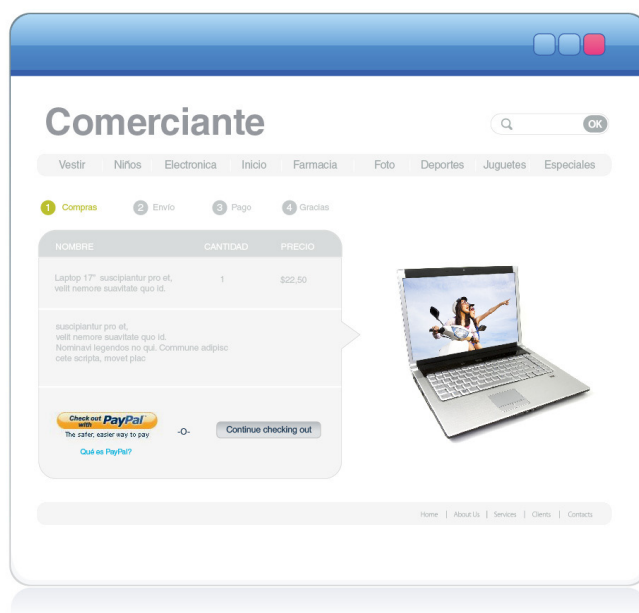 Comerciante
OK
Vestir Niños Electronica Inicio Farmacia Foto Deportes Juguetes Especiales
1 Compras 2 Envío 3 Pago 4 Gracias
NOMBRE CANTIDAD PRECIO
Laptop 17" suscipiantur pro et, 1 $22,50
velit nemore suavitate quo id.
suscipiantur pro et,
velit nemore suavitate quo id.
Nominavi legendos no qui. Commune adipisc
cete scripta, movet plac
Check out with PayPal
The safer, easier way to pay
-O- Continue checking out
Qué es PayPal?
Home | About Us | Services | Clients | Contacts